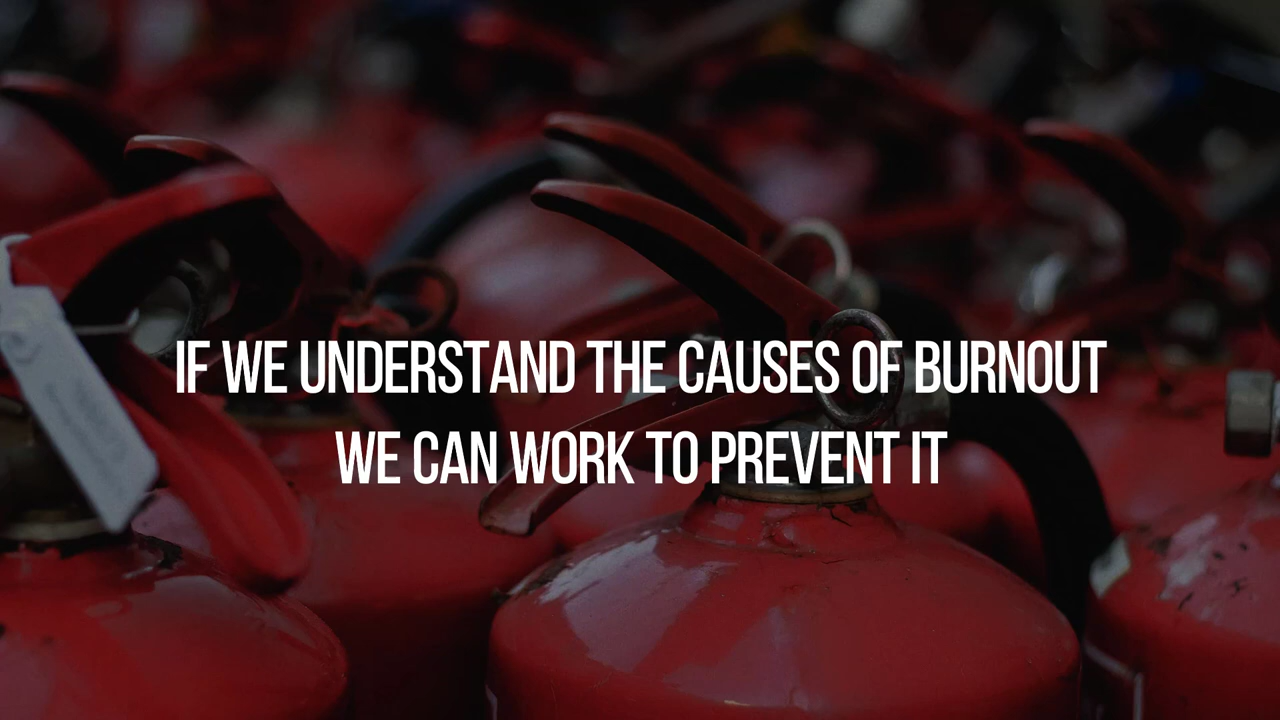 IF WE UNDERSTAND THE CAUSES OF BURNOUT
WE CAN WORK TO PREVENT IT